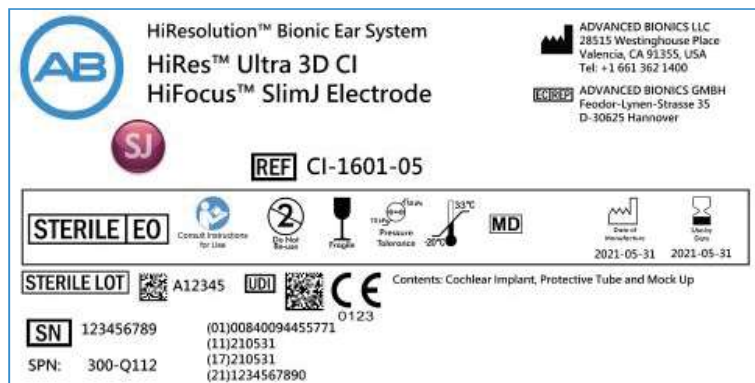 AB
HiResolution™ Bionic Ear System
HiRes™ Ultra 3D CI
HiFocus™ SlimJ Electrode
ADVANCED BIONICS LLC
28515 Westinghouse Place
Valencia, CA 91355, USA
Tel: +1 661 362 1400
EC REP ADVANCED BIONICS GMBH
Feodor-Lynen-Strasse 35
D-30625 Hannover
SJ
REF CI-1601-05
STERILE EO
Consult Instructions
for Use
2
Do Not
Re-use
Fragile
Pressure
Tolerance
-20°C
33°C
MD
Date of
Manufacture
2021-05-31
Use by
Date
2021-05-31
STERILE LOT A12345 UDI CE
0123
Contents: Cochlear Implant, Protective Tube and Mock Up
SN 123456789
SPN: 300-Q112
(01)00840094455771
(11)210531
(17)210531
(21)1234567890